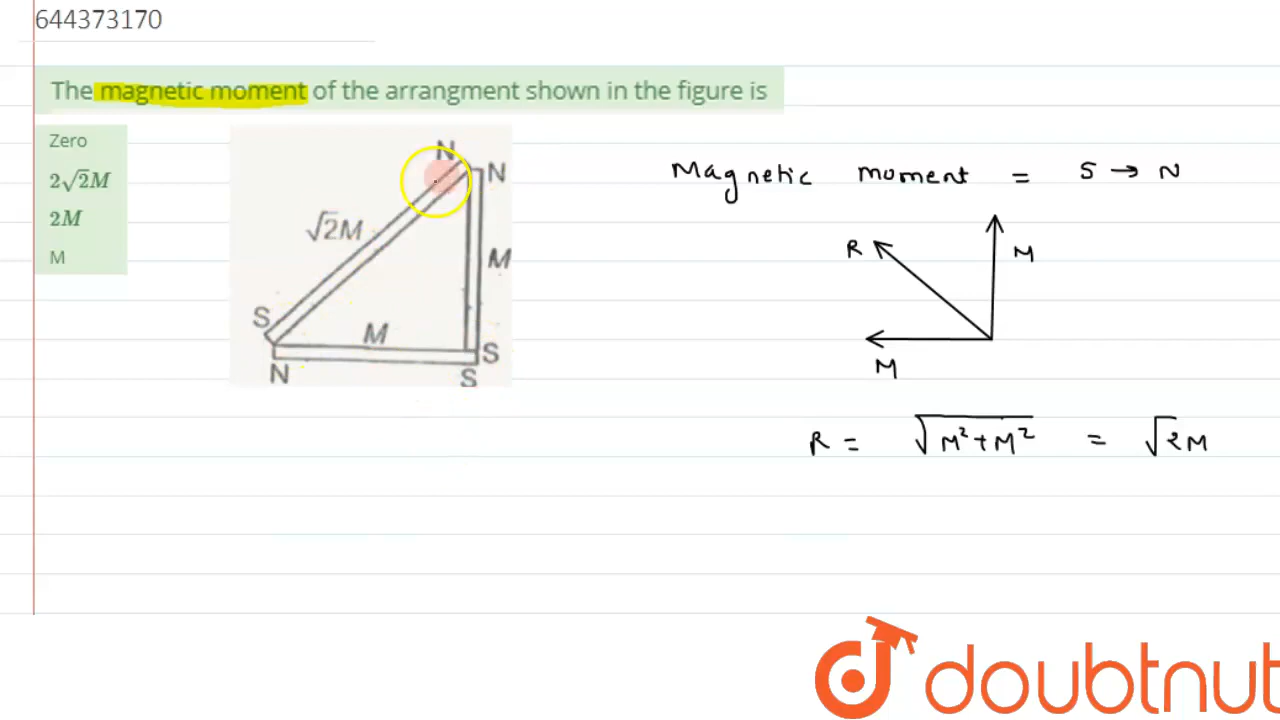 644373170
The magnetic moment of the arrangment shown in the figure is
Zero
2√2M
2M
M
N
N
√2M
M
S
M
S
N
S
Magnetic moment = S → N
R
M
M
R = √M²+M² = √2M
doubtnut